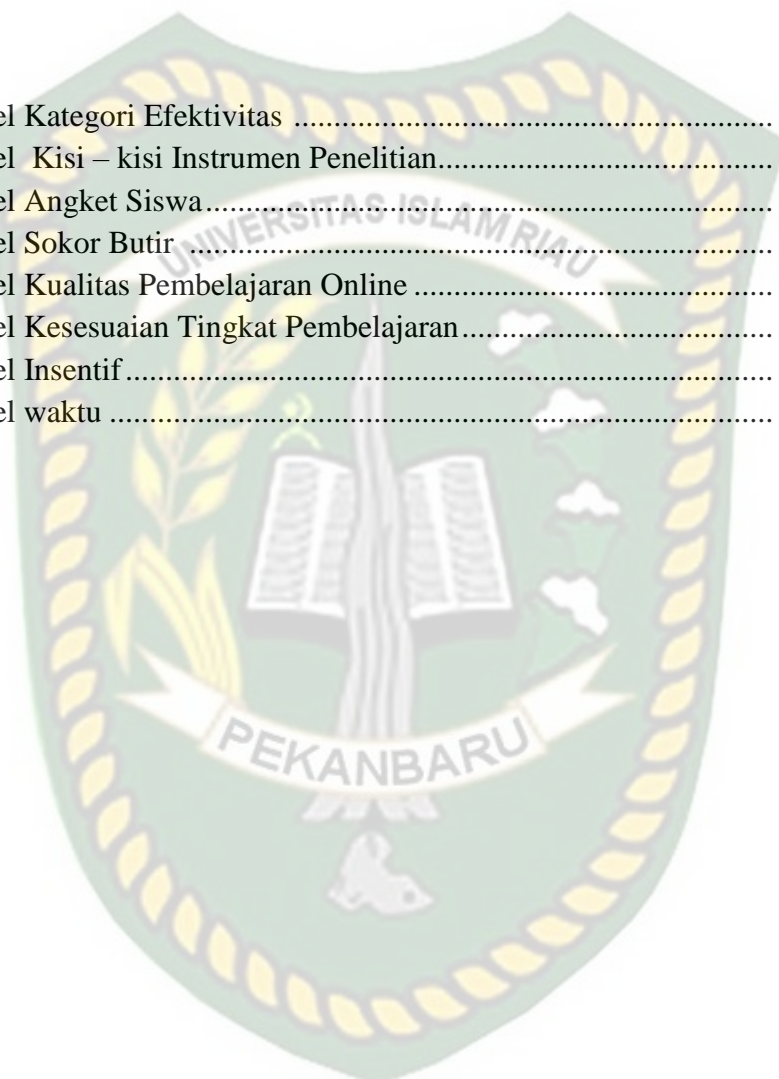 el Kategori Efektivitas ........................................................
el  Kisi – kisi Instrumen Penelitian........................................
el Angket Siswa....................................................................
el Sokor Butir ......................................................................
el Kualitas Pembelajaran Online ...........................................
el Kesesuaian Tingkat Pembelajaran.....................................
el Insentif.............................................................................
el waktu ...............................................................................
UNIVERSITAS ISLAM RIAU
PEKANBARU